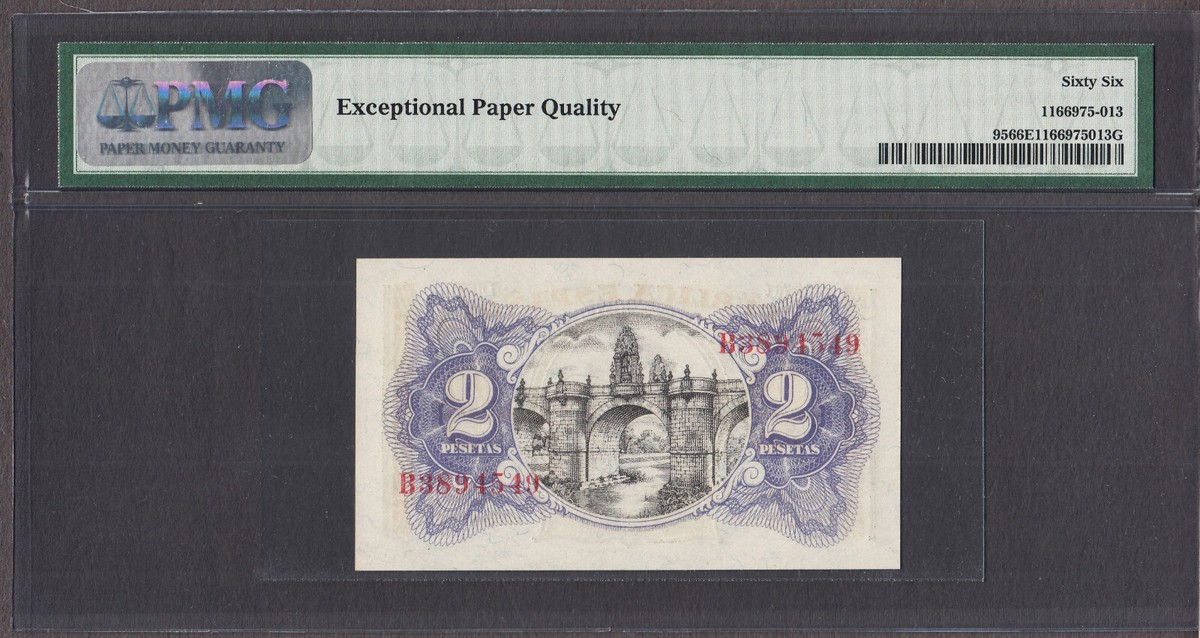 PMG
PAPER MONEY GUARANTY
Exceptional Paper Quality
Sixty Six
1166975-013
9566E1166975013G
B3894549
2
PESETAS
2
PESETAS
B3894549